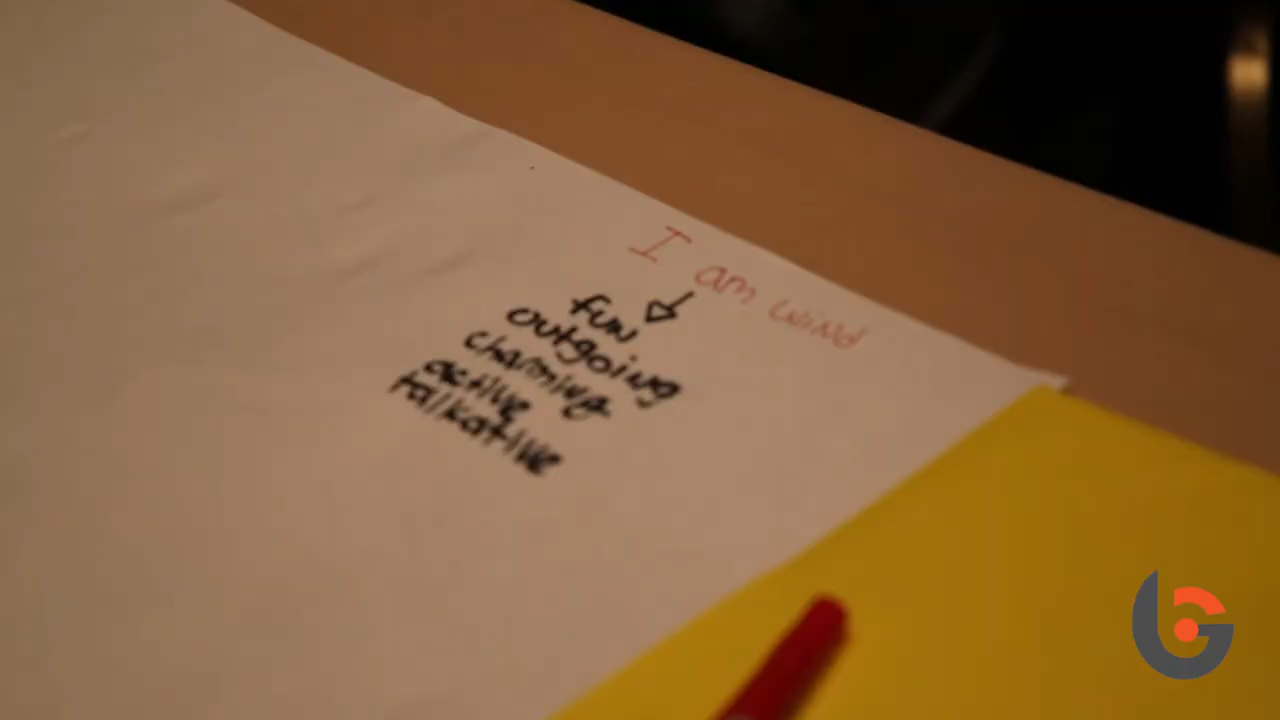 I am wind
fun
outgoing
charming
active
talkative